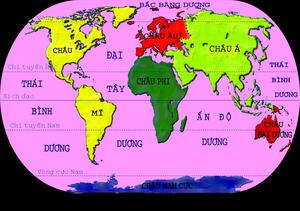 BẮC BĂNG DƯƠNG
CHÂU ÂU
CHÂU
ĐẠI
CHÂU Á
Chí tuyến
THÁI
THÁI
TÂY
CHÂU PHI
BÌNH
Xích đạo
DƯƠNG
BÌNH
MĨ
ẤN ĐỘ
Chí tuyến Nam
CHÂU
ĐẠI DƯƠNG
DƯƠNG
DƯƠNG
DƯƠNG
Vòng cực Nam
CHÂU NAM CỰC